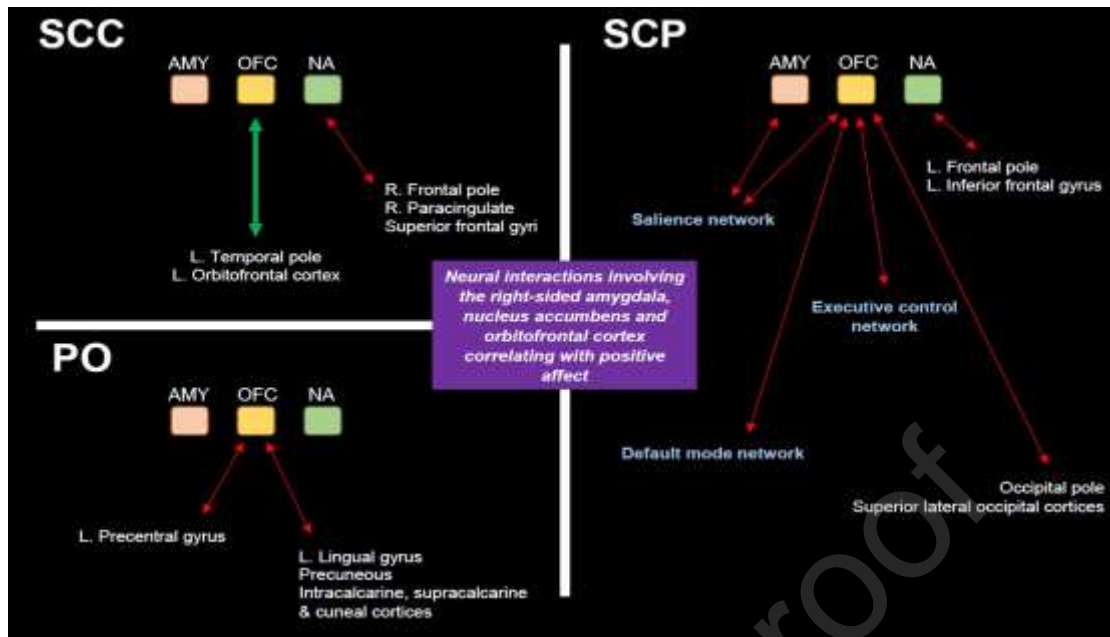 SCC
AMY OFC NA
R. Frontal pole
R. Paracingulate
Superior frontal gyri
L. Temporal pole
L. Orbitofrontal cortex
SCP
AMY OFC NA
L. Frontal pole
L. Inferior frontal gyrus
Salience network
Executive control
network
Default mode network
Occipital pole
Superior lateral occipital cortices
Neural interactions involving
the right-sided amygdala,
nucleus accumbens and
orbitofrontal cortex
correlating with positive
affect
PO
AMY OFC NA
L. Precentral gyrus
L. Lingual gyrus
Precuneous
Intracalcarine, supracalcarine
& cuneal cortices
roof